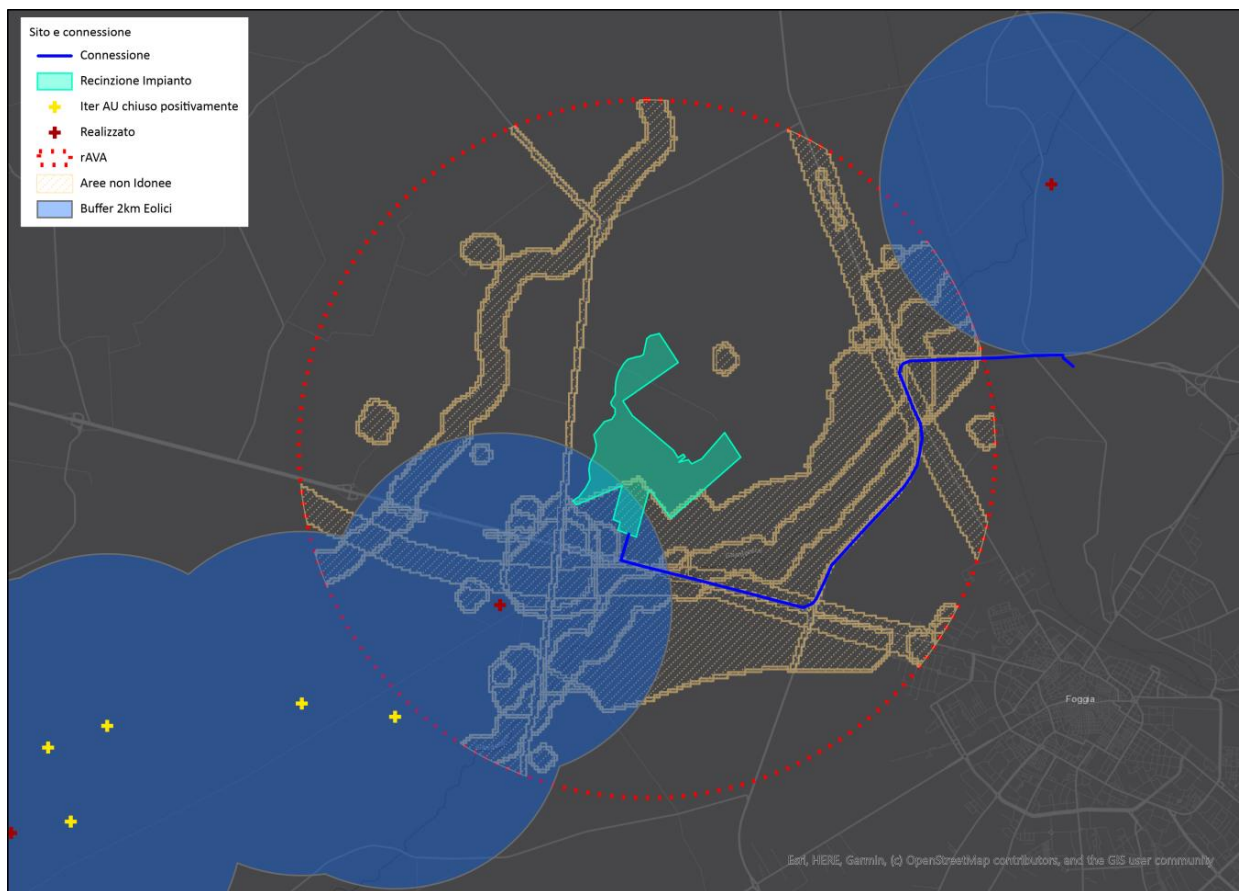 Sito e connessione
Connessione
Recinzione Impianto
Iter AU chiuso positivamente
Realizzato
rAVA
Aree non Idonee
Buffer 2km Eolici
Foggia
Esri, HERE, Garmin, (c) OpenStreetMap contributors, and the GIS user community